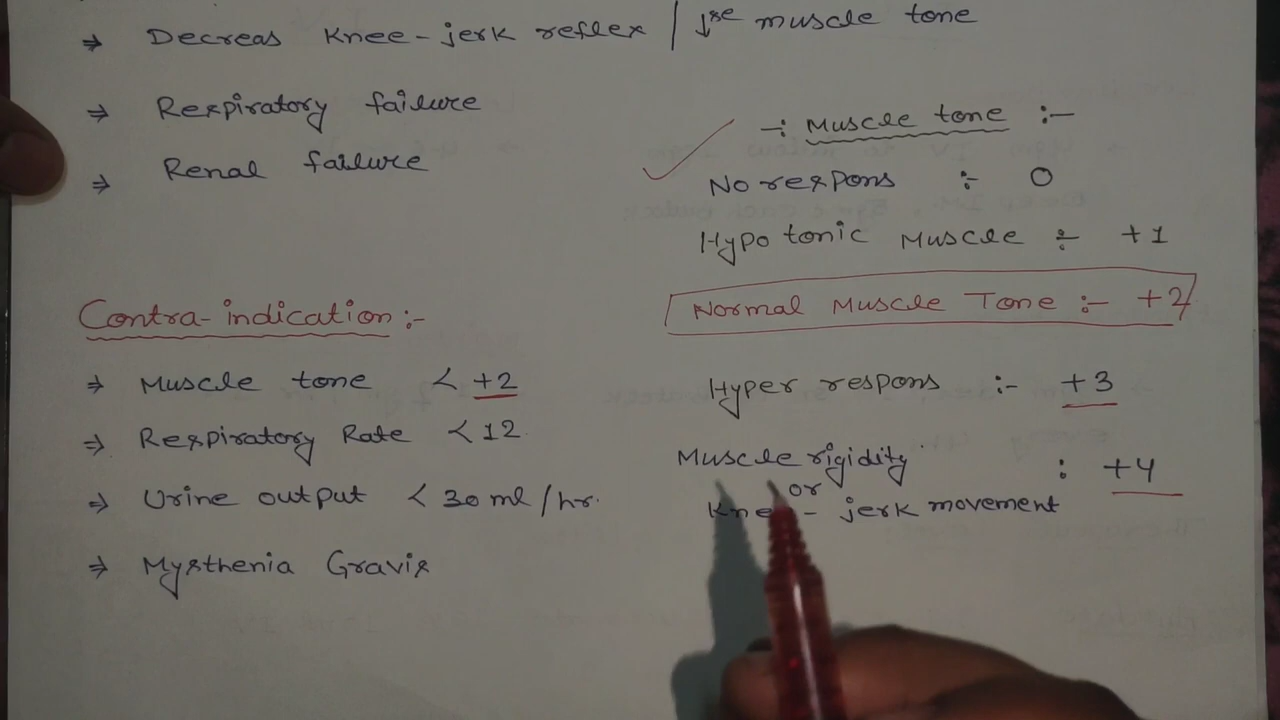 ⇒ Decreas Knee-jerk reflex / ↓se muscle tone
⇒ Respiratory failure
⇒ Renal failure
-: Muscle tone :-
No respons :- 0
Hypotonic Muscle :- +1
Normal Muscle Tone :- +2
Hyper respons :- +3
Muscle rigidity : +4
or
Knee-jerk movement
Contra-indication :-
⇒ Muscle tone < +2
⇒ Respiratory Rate < 12
⇒ Urine output < 30 ml/hr.
⇒ Mysthenia Gravis